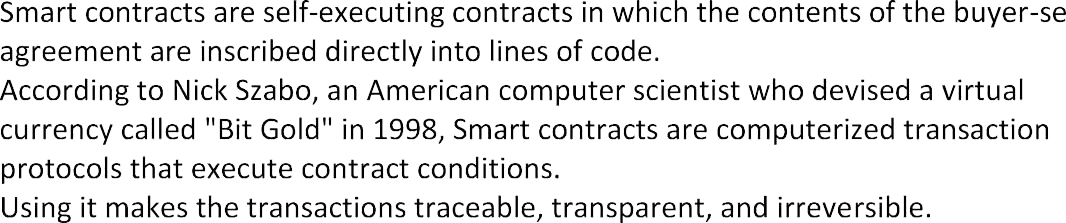 Smart contracts are self-executing contracts in which the contents of the buyer-se
agreement are inscribed directly into lines of code.
According to Nick Szabo, an American computer scientist who devised a virtual
currency called "Bit Gold" in 1998, Smart contracts are computerized transaction
protocols that execute contract conditions.
Using it makes the transactions traceable, transparent, and irreversible.